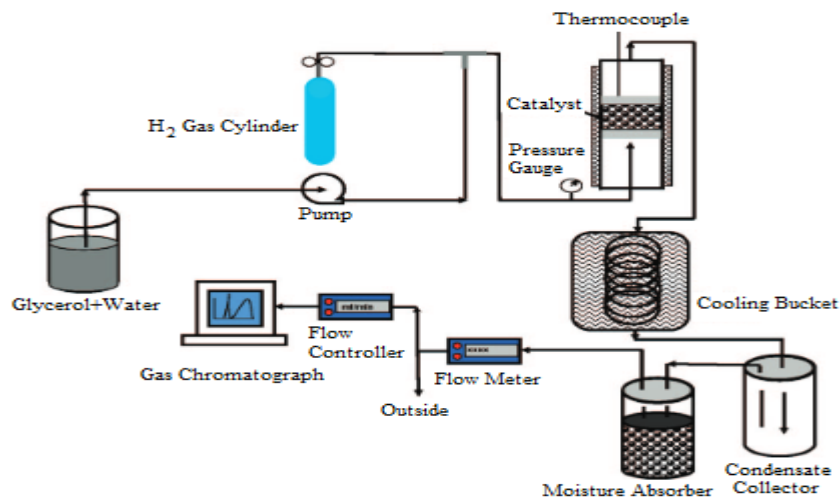 Thermocouple
Catalyst
H2 Gas Cylinder
Pressure
Gauge
Pump
Glycerol+Water
Cooling Bucket
Flow
Controller
Gas Chromatograph
Flow Meter
Outside
Moisture Absorber
Condensate
Collector